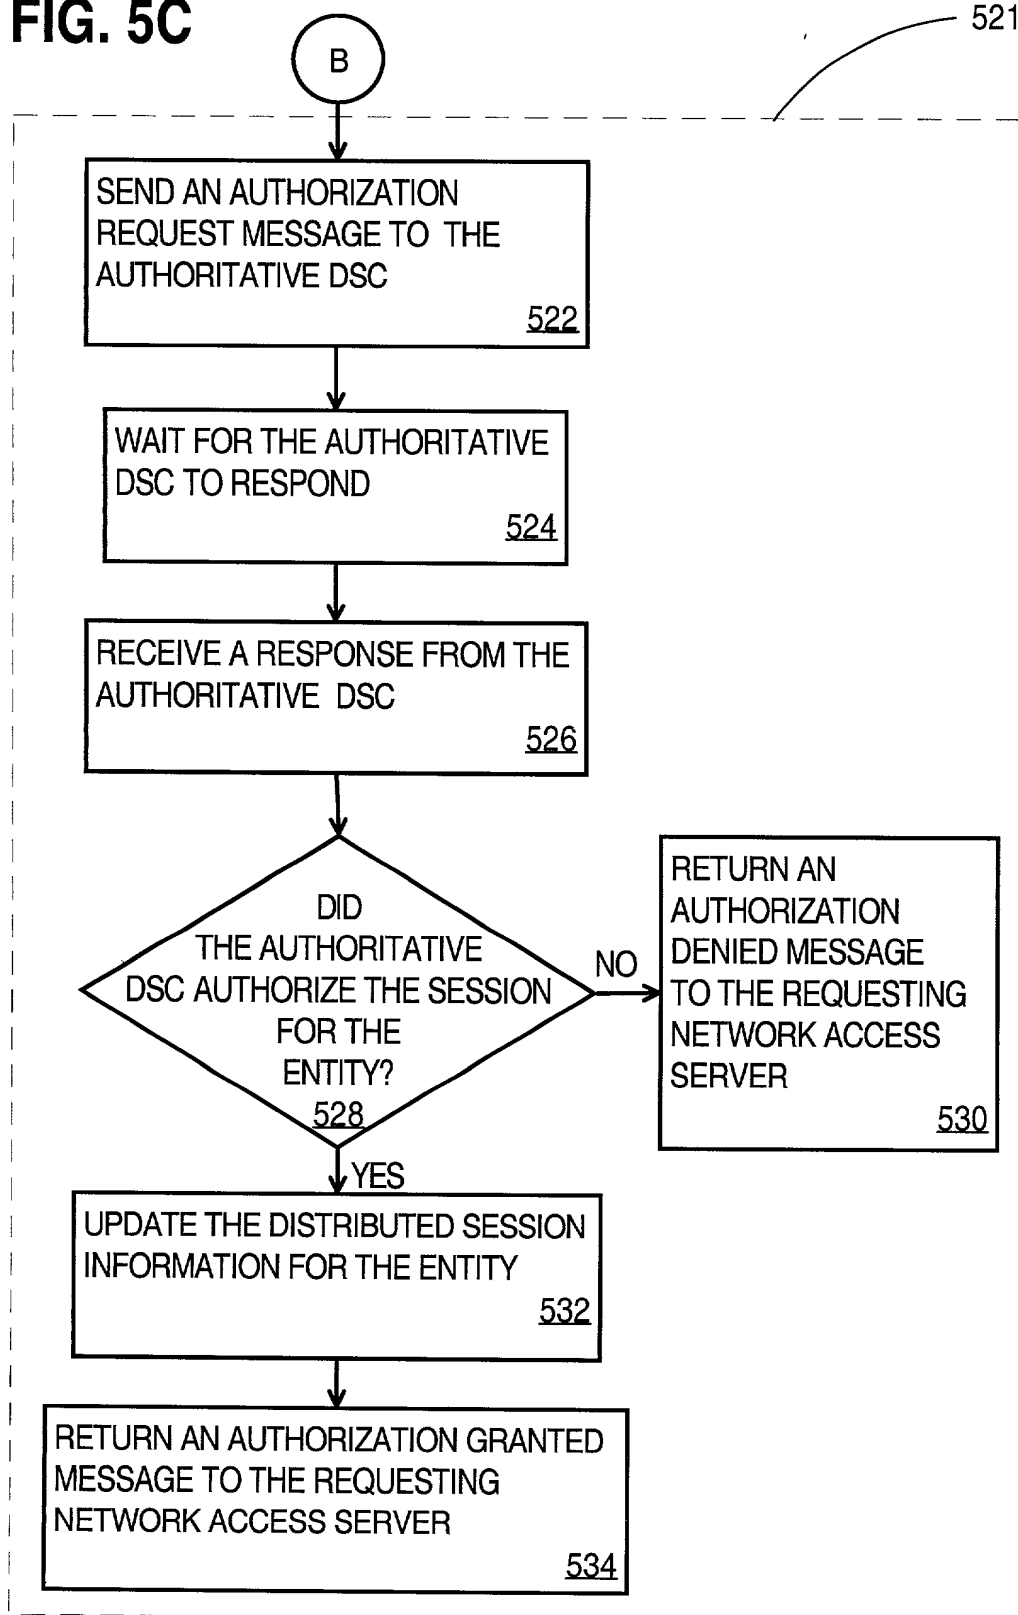 FIG. 5C
521
B
SEND AN AUTHORIZATION
REQUEST MESSAGE TO THE
AUTHORITATIVE DSC
522
WAIT FOR THE AUTHORITATIVE
DSC TO RESPOND
524
RECEIVE A RESPONSE FROM THE
AUTHORITATIVE DSC
526
DID
THE AUTHORITATIVE
DSC AUTHORIZE THE SESSION
FOR THE
ENTITY?
528
NO
RETURN AN
AUTHORIZATION
DENIED MESSAGE
TO THE REQUESTING
NETWORK ACCESS
SERVER
530
YES
UPDATE THE DISTRIBUTED SESSION
INFORMATION FOR THE ENTITY
532
RETURN AN AUTHORIZATION GRANTED
MESSAGE TO THE REQUESTING
NETWORK ACCESS SERVER
534